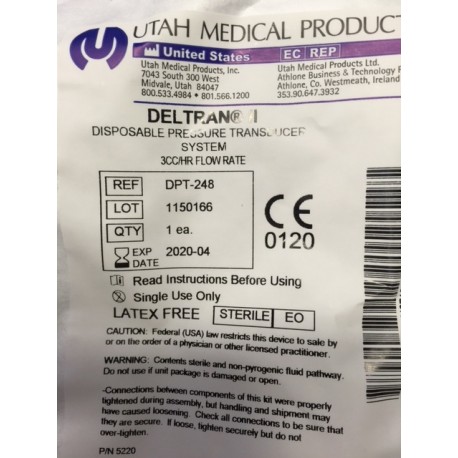 UTAH MEDICAL PRODUCT
United States
EC REP
Utah Medical Products, Inc.
7043 South 300 West
Midvale, Utah 84047
800.533.4984 • 801.566.1200
Utah Medical Products Ltd.
Athlone Business & Technology P
Athlone, Co. Westmeath, Ireland
353.90.647.3932
DELTRAN® I
DISPOSABLE PRESSURE TRANSDUCER
SYSTEM
3CC/HR FLOW RATE
REF DPT-248
LOT 1150166
QTY 1 ea.
EXP DATE 2020-04
CE
0120
Read Instructions Before Using
Single Use Only
LATEX FREE STERILE EO
CAUTION: Federal (USA) law restricts this device to sale by
or on the order of a physician or other licensed practitioner.
WARNING: Contents sterile and non-pyrogenic fluid pathway.
Do not use if unit package is damaged or open.
-Connections between components of this kit were properly
tightened during assembly, but handling and shipment may
have caused loosening. Check all connections to be sure that
they are secure. If loose, tighten securely but do not
over-tighten.
P/N 5220